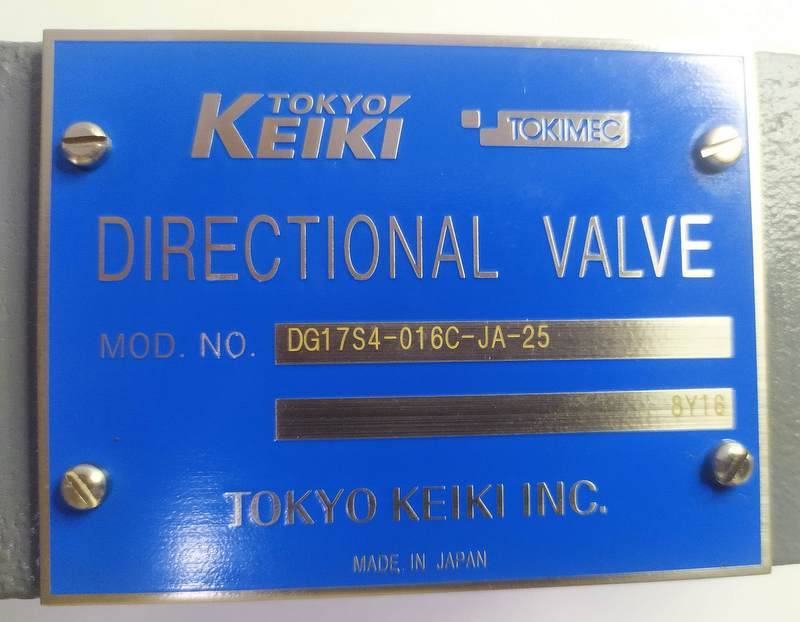 TOKYO KEIKI
TOKIMEC
DIRECTIONAL VALVE
MOD. NO. DG17S4-016C-JA-25
8Y16
TOKYO KEIKI INC.
MADE IN JAPAN